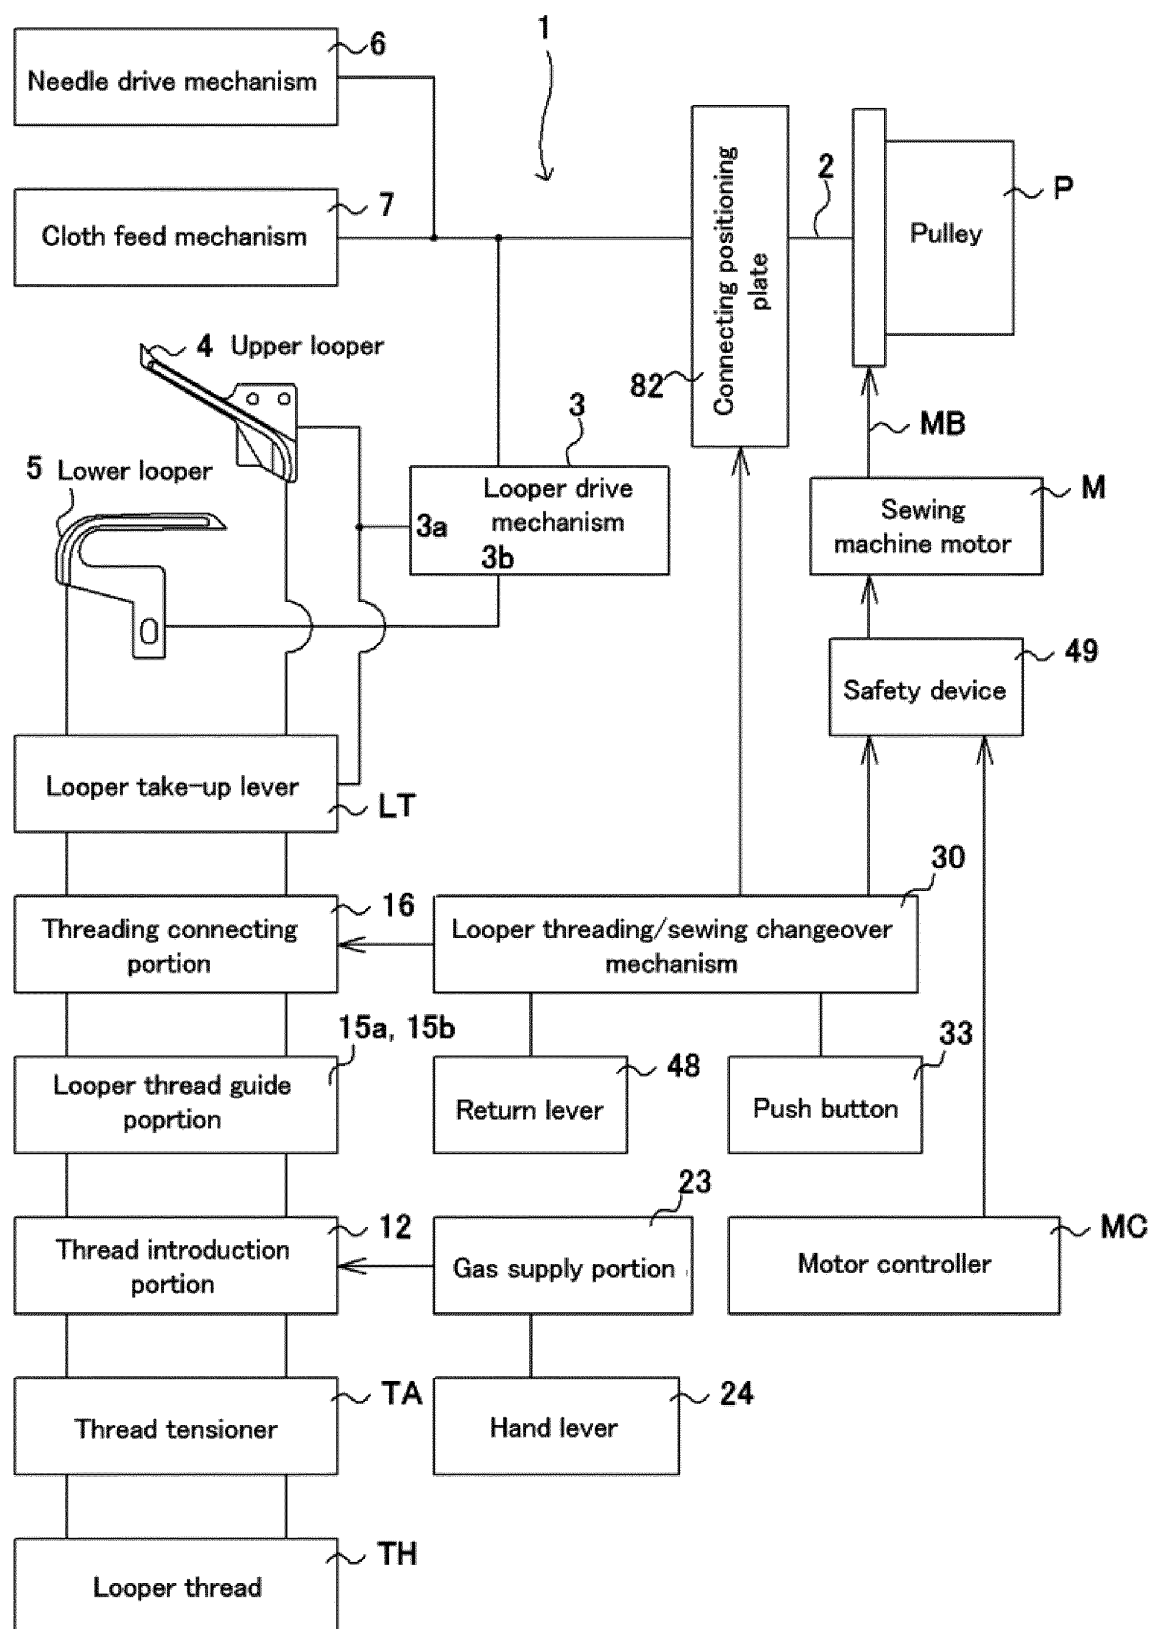 1
6
Needle drive mechanism
7
Cloth feed mechanism
Connecting positioning
plate
82
2
P
Pulley
4 Upper looper
5 Lower looper
3
Looper drive
mechanism
3a
3b
MB
M
Sewing
machine motor
49
Safety device
Looper take-up lever
LT
16
Threading connecting
portion
30
Looper threading/sewing changeover
mechanism
15a, 15b
Looper thread guide
poprtion
48
Return lever
33
Push button
12
Thread introduction
portion
23
Gas supply portion
MC
Motor controller
TA
Thread tensioner
24
Hand lever
TH
Looper thread